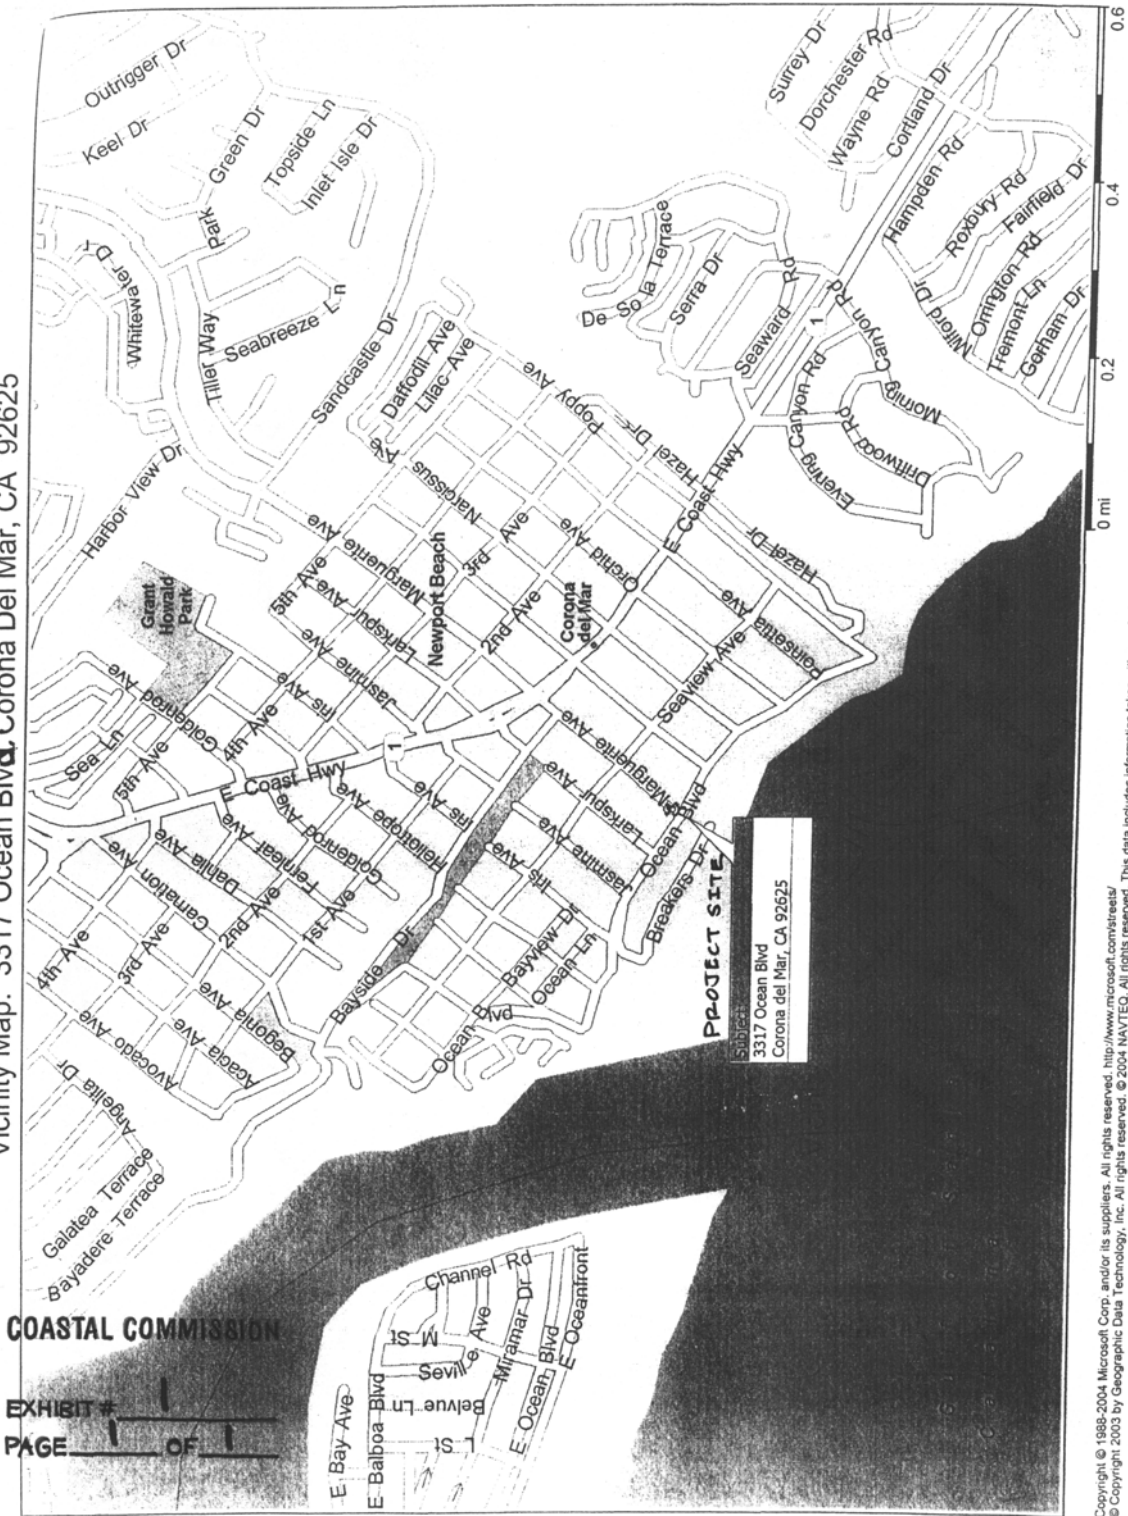 Vicinity Map: 3317 Ocean Blvd, Corona Del Mar, CA 92625
Outrigger Dr
Keel Dr
Green Dr
Topside Ln
Inlet Isle Dr
Park
Whitewater Dr
Tiller Way
Seabreeze Ln
Sandcastle Dr
Harbor View Dr
Daffodil Ave
Lilac Ave
Ave
Poppy Ave
Hazel Dr
Narcissus
Marguerite Ave
5th Ave
Larkspur Ave
Marguerite
Newport Beach
3rd Ave
2nd Ave
Orchid Ave
Corona
del Mar
E Coast Hwy
Grant
Howald
Park
Goldenrod Ave
Sea Ln
5th Ave
4th Ave
Iris Ave
Jasmine Ave
E Coast Hwy
1
Surrey Dr
Dorchester Rd
Wayne Rd
Cortland Dr
Hampden Rd
Roxbury Rd
Fairfield Dr
Milford Dr
Orrington Rd
Tremont Ln
Gorham Dr
De Sola Terrace
Serra Dr
Seaward Rd
1
Evening Canyon Rd
Morning Canyon Rd
Driftwood Rd
Hazel Dr
Poinsettia Ave
Seaview Ave
Marguerite Ave
Larkspur Ave
Jasmine Ave
Iris Ave
Heliotrope Ave
Iris Ave
Goldenrod Ave
Fernleaf Ave
Dahlia Ave
Carnation Ave
1st Ave
2nd Ave
3rd Ave
4th Ave
Avocado Ave
Acacia Ave
Begonia Ave
Bayside Dr
Bayview Dr
Ocean Ln
Ocean Blvd
Ocean Blvd
Breakers Dr
Angelita Dr
Galatea Terrace
Bayadere Terrace
Channel Rd
M St
Seville Ave
Miramar Dr
Belvue Ln
L St
E Ocean Blvd
E Oceanfront
E Bay Ave
E Balboa Blvd
PROJECT SITE
Subject
3317 Ocean Blvd
Corona del Mar, CA 92625
COASTAL COMMISSION
EXHIBIT # 1
PAGE 1 OF 1
0 mi
0.2
0.4
0.6
Copyright © 1988-2004 Microsoft Corp. and/or its suppliers. All rights reserved. http://www.microsoft.com/streets/
© Copyright 2003 by Geographic Data Technology, Inc. All rights reserved. © 2004 NAVTEQ. All rights reserved. This data includes information